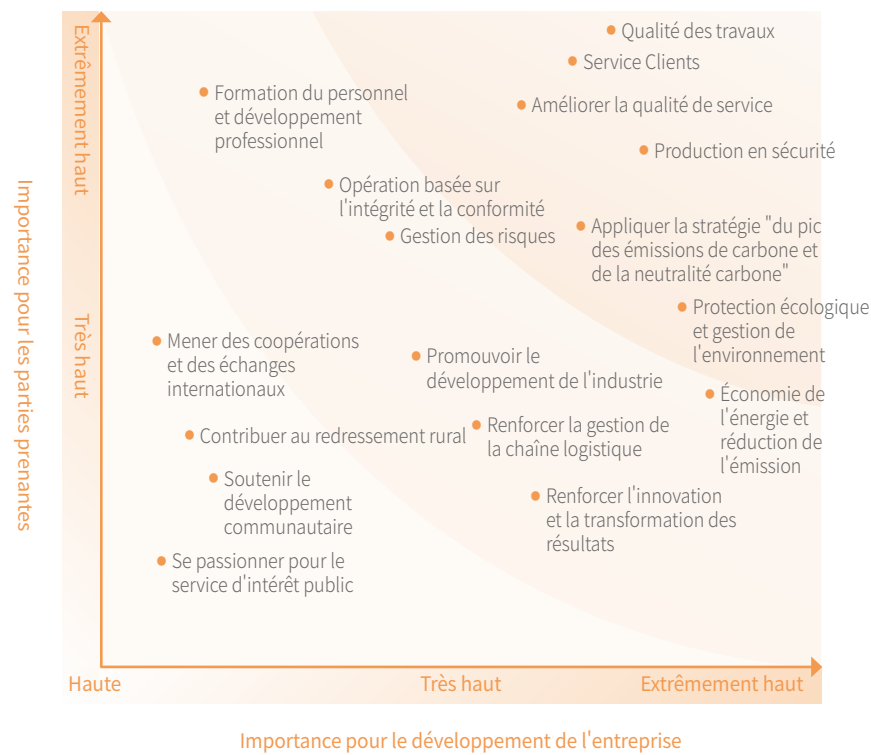 Importance pour les parties prenantes
Extrêmement haut
Très haut
Qualité des travaux
Service Clients
Formation du personnel
et développement
professionnel
Améliorer la qualité de service
Production en sécurité
Opération basée sur
l'intégrité et la conformité
Gestion des risques
Appliquer la stratégie "du pic
des émissions de carbone et
de la neutralité carbone"
Protection écologique
et gestion de
l'environnement
Mener des coopérations
et des échanges
internationaux
Promouvoir le
développement de l'industrie
Économie de
l'énergie et
réduction de
l'émission
Contribuer au redressement rural
Renforcer la gestion de
la chaîne logistique
Soutenir le
développement
communautaire
Renforcer l'innovation
et la transformation des
résultats
Se passionner pour le
service d'intérêt public
Haute
Très haut
Extrêmement haut
Importance pour le développement de l'entreprise